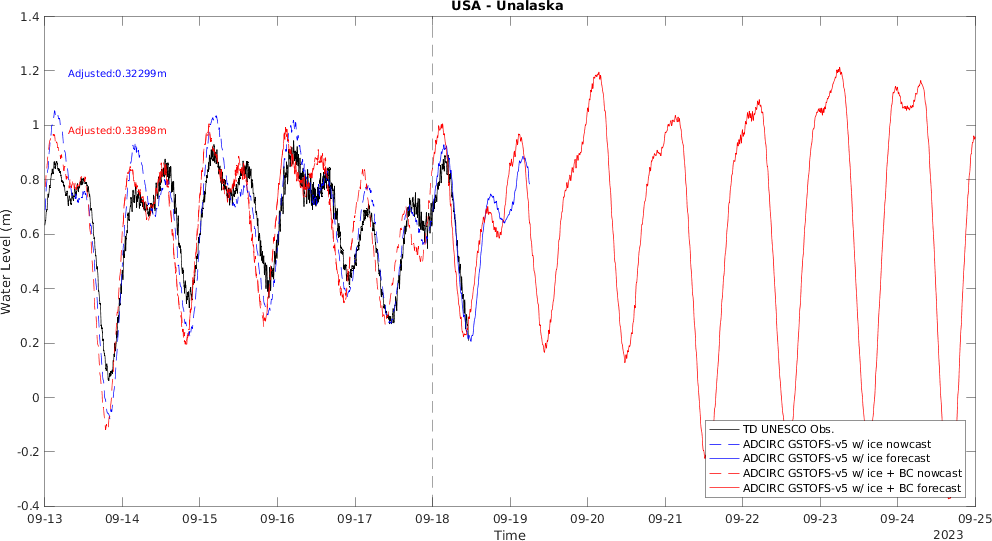 USA - Unalaska
1.4
1.2
1
0.8
0.6
0.4
0.2
0
-0.2
-0.4
Water Level (m)
Adjusted:0.32299m
Adjusted:0.33898m
TD UNESCO Obs.
ADCIRC GSTOFS-v5 w/ ice nowcast
ADCIRC GSTOFS-v5 w/ ice forecast
ADCIRC GSTOFS-v5 w/ ice + BC nowcast
ADCIRC GSTOFS-v5 w/ ice + BC forecast
09-13 09-14 09-15 09-16 09-17 09-18 09-19 09-20 09-21 09-22 09-23 09-24 09-25
Time
2023